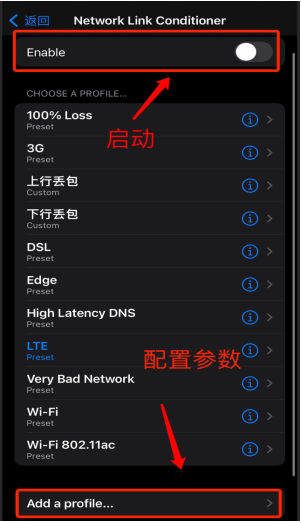 返回 Network Link Conditioner
Enable
CHOOSE A PROFILE...
100% Loss
Preset
启动
3G
Preset
上行丢包
Custom
下行丢包
Custom
DSL
Preset
Edge
Preset
High Latency DNS
Preset
LTE
Preset
配置参数
Very Bad Network
Preset
Wi-Fi
Preset
Wi-Fi 802.11ac
Preset
Add a profile...